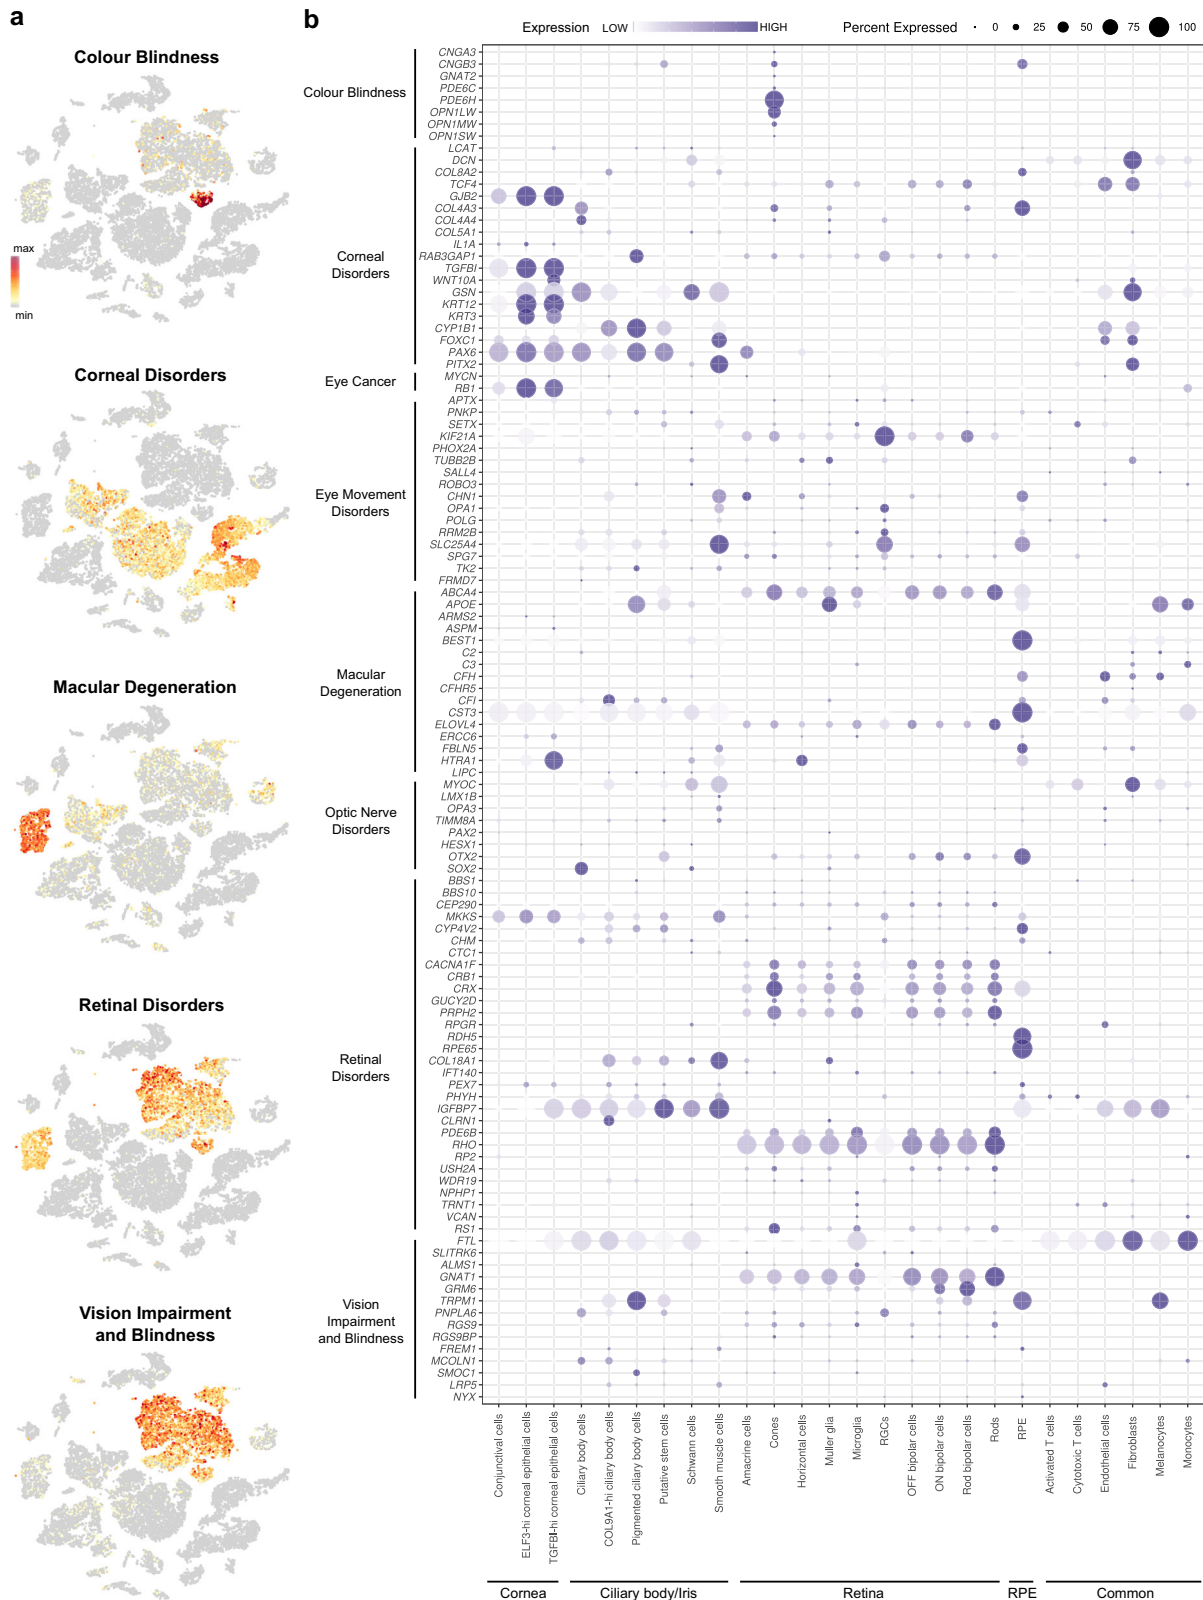 a
b
Expression LOW HIGH Percent Expressed 0 25 50 75 100
Colour Blindness
max
min
Corneal Disorders
Macular Degeneration
Retinal Disorders
Vision Impairment
and Blindness
Colour Blindness
CNGA3
CNGB3
GNAT2
PDE6C
PDE6H
OPN1LW
OPN1MW
OPN1SW
Corneal
Disorders
LCAT
DCN
COL8A2
TCF4
GJB2
COL4A3
COL4A4
COL5A1
IL1A
RAB3GAP1
TGFBI
WNT10A
GSN
KRT12
KRT3
CYP1B1
FOXC1
PAX6
PITX2
Eye Cancer
MYCN
RB1
Eye Movement
Disorders
APTX
PNKP
SETX
KIF21A
PHOX2A
TUBB2B
SALL4
ROBO3
CHN1
OPA1
POLG
RRM2B
SLC25A4
SPG7
TK2
FRMD7
Macular
Degeneration
ABCA4
APOE
ARMS2
ASPM
BEST1
C2
C3
CFH
CFHR5
CFI
CST3
ELOVL4
ERCC6
FBLN5
HTRA1
LIPC
Optic Nerve
Disorders
MYOC
LMX1B
OPA3
TIMM8A
PAX2
HESX1
OTX2
SOX2
Retinal
Disorders
BBS1
BBS10
CEP290
MKKS
CYP4V2
CHM
CTC1
CACNA1F
CRB1
CRX
GUCY2D
PRPH2
RPGR
RDH5
RPE65
COL18A1
IFT140
PEX7
PHYH
IGFBP7
CLRN1
PDE6B
RHO
RP2
USH2A
WDR19
NPHP1
TRNT1
VCAN
RS1
Vision
Impairment
and Blindness
FTL
SLITRK6
ALMS1
GNAT1
GRM6
TRPM1
PNPLA6
RGS9
RGS9BP
FREM1
MCOLN1
SMOC1
LRP5
NYX
Conjunctival cells
ELF3-hi corneal epithelial cells
TGFBI-hi corneal epithelial cells
Ciliary body cells
COL9A1-hi ciliary body cells
Pigmented ciliary body cells
Putative stem cells
Schwann cells
Smooth muscle cells
Amacrine cells
Cones
Horizontal cells
Muller glia
Microglia
RGCs
OFF bipolar cells
ON bipolar cells
Rod bipolar cells
Rods
RPE
Activated T cells
Cytotoxic T cells
Endothelial cells
Fibroblasts
Melanocytes
Monocytes
Cornea
Ciliary body/Iris
Retina
RPE
Common